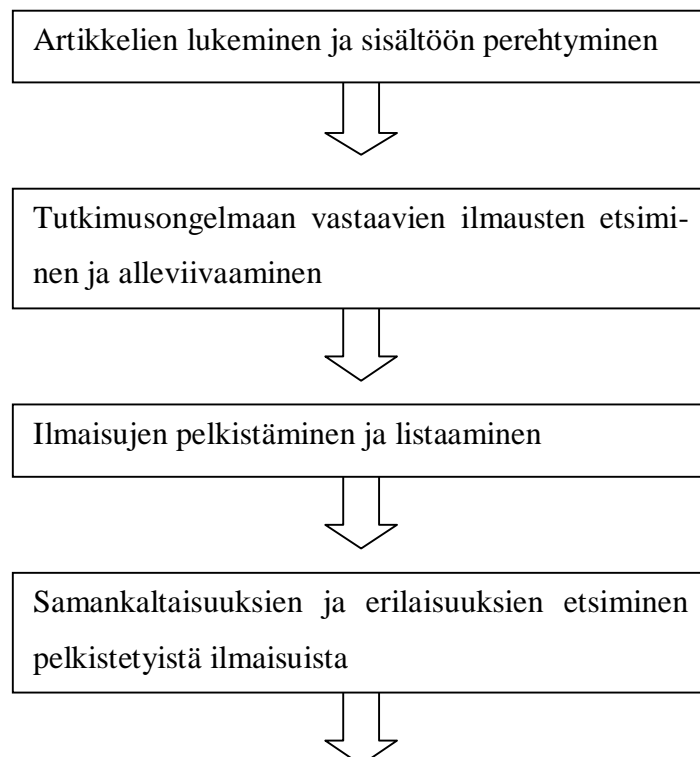 Artikkelien lukeminen ja sisältöön perehtyminen
Tutkimusongelmaan vastaavien ilmausten etsimi-
nen ja alleviivaaminen
Ilmaisujen pelkistäminen ja listaaminen
Samankaltaisuuksien ja erilaisuuksien etsiminen
pelkistetyistä ilmaisuista